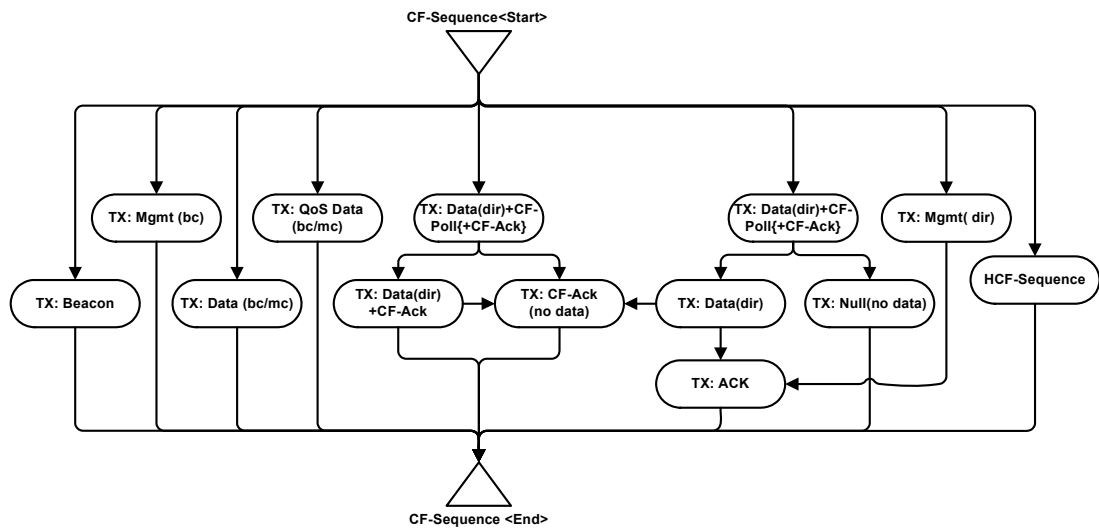 CF-Sequence<Start>
TX: Mgmt (bc)
TX: QoS Data
(bc/mc)
TX: Data(dir)+CF-
Poll{+CF-Ack}
TX: Data(dir)+CF-
Poll{+CF-Ack}
TX: Mgmt( dir)
TX: Beacon
TX: Data (bc/mc)
TX: Data(dir)
+CF-Ack
TX: CF-Ack
(no data)
TX: Data(dir)
TX: Null(no data)
HCF-Sequence
TX: ACK
CF-Sequence <End>